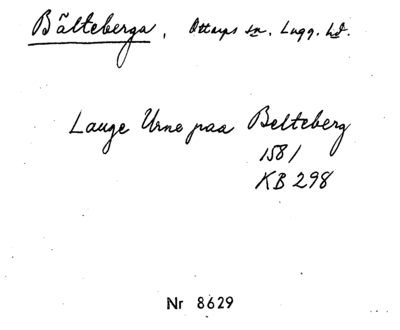 Bälteberga, Ottarps sn. Lugg. hd.
Lauge Urne paa Belteberg
1581
KB 298
Nr 8629